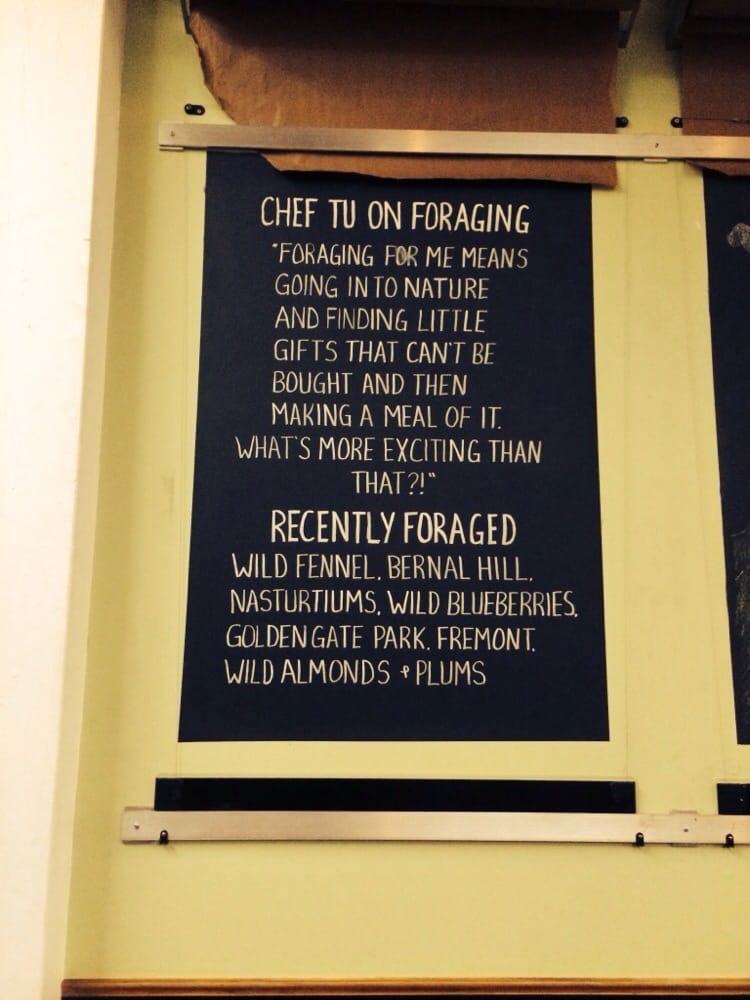 CHEF TU ON FORAGING
"FORAGING FOR ME MEANS
GOING INTO NATURE
AND FINDING LITTLE
GIFTS THAT CAN'T BE
BOUGHT AND THEN
MAKING A MEAL OF IT.
WHAT'S MORE EXCITING THAN
THAT?!"
RECENTLY FORAGED
WILD FENNEL, BERNAL HILL,
NASTURTIUMS, WILD BLUEBERRIES,
GOLDEN GATE PARK. FREMONT,
WILD ALMONDS + PLUMS